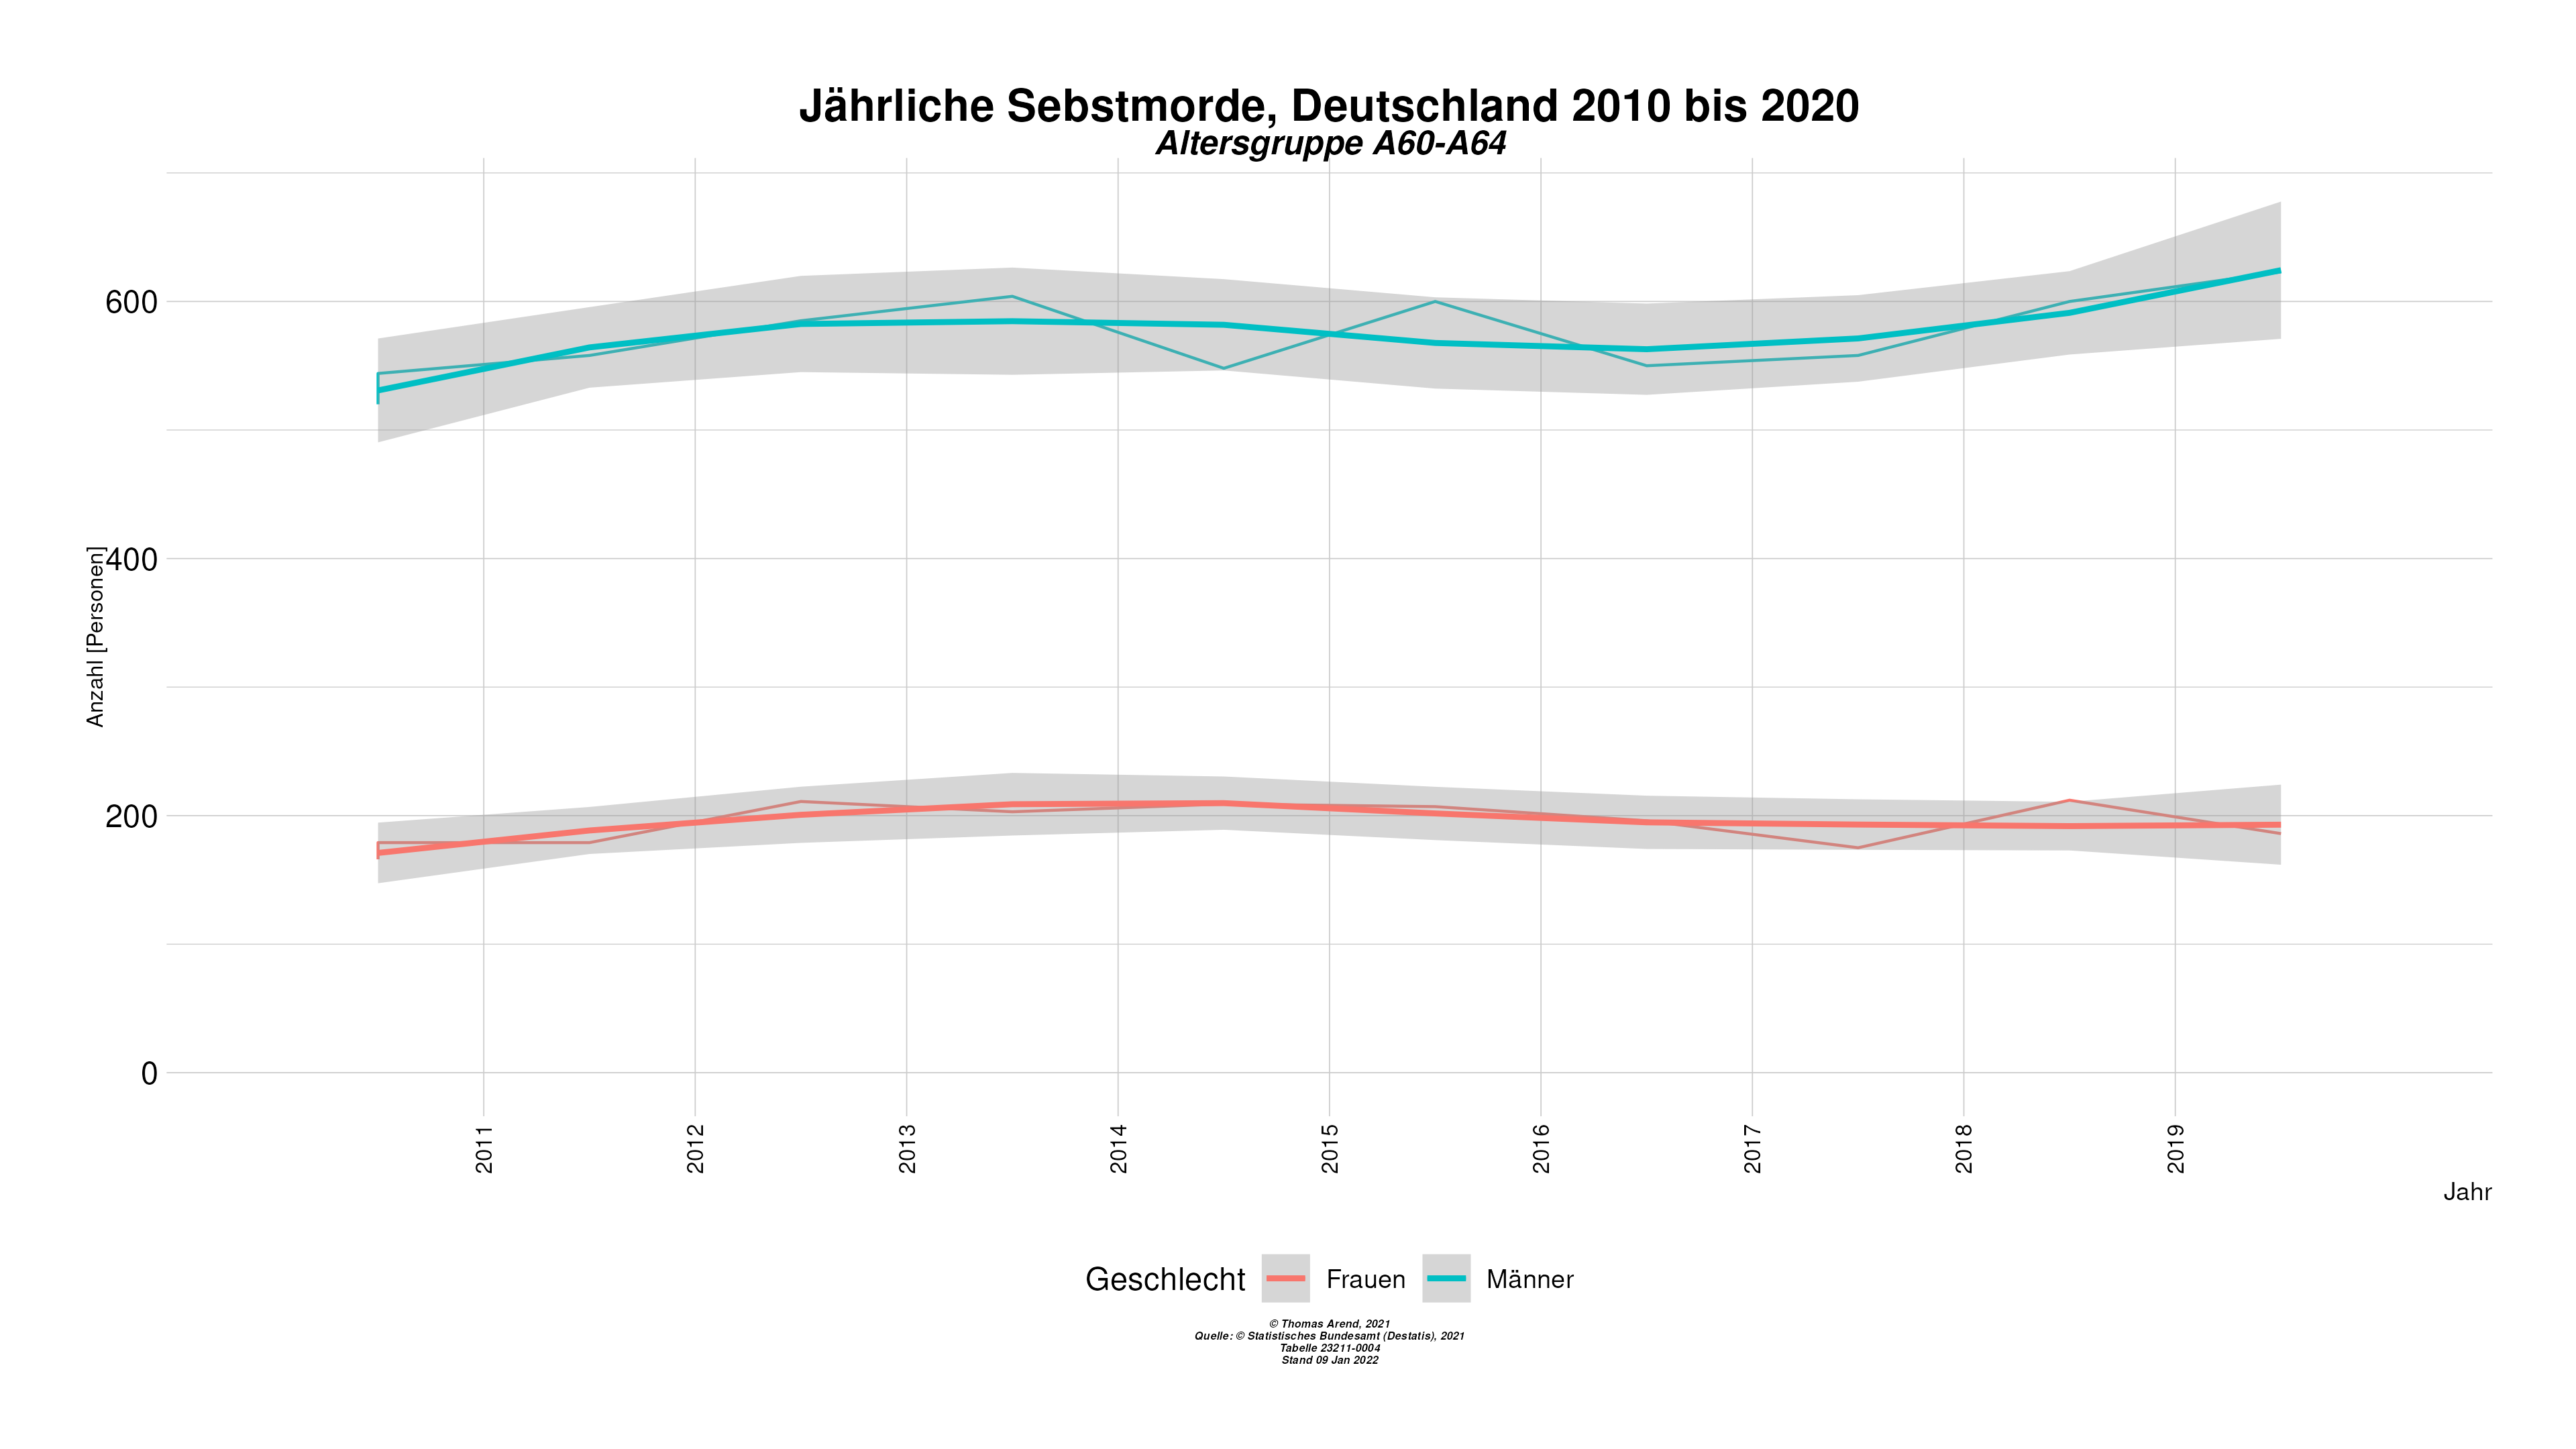 Jährliche Sebstmorde, Deutschland 2010 bis 2020
Altersgruppe A60-A64
600
400
200
0
Anzahl [Personen]
2011
2012
2013
2014
2015
2016
2017
2018
2019
Jahr
Geschlecht Frauen Männer
© Thomas Arend, 2021
Quelle: © Statistisches Bundesamt (Destatis), 2021
Tabelle 23211-0004
Stand 09 Jan 2022